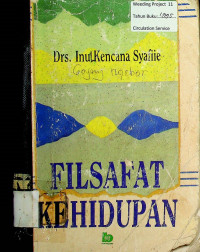 Weeding Project 11
Tahun Buku:
Circulation Service
Drs. Inu Kencana Syafiie
FILSAFAT
KEHIDUPAN